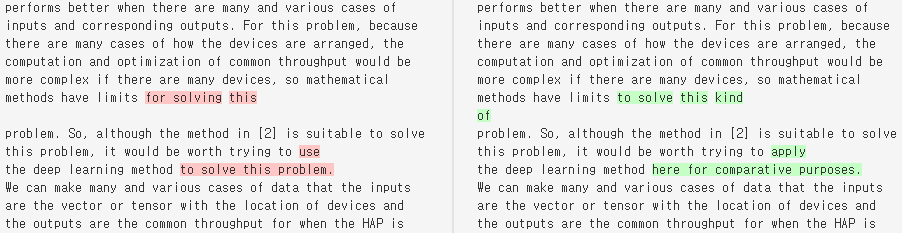 performs better when there are many and various cases of
inputs and corresponding outputs. For this problem, because
there are many cases of how the devices are arranged, the
computation and optimization of common throughput would be
more complex if there are many devices, so mathematical
methods have limits for solving this
problem. So, although the method in [2] is suitable to solve
this problem, it would be worth trying to use
the deep learning method to solve this problem.
We can make many and various cases of data that the inputs
are the vector or tensor with the location of devices and
the outputs are the common throughput for when the HAP is
performs better when there are many and various cases of
inputs and corresponding outputs. For this problem, because
there are many cases of how the devices are arranged, the
computation and optimization of common throughput would be
more complex if there are many devices, so mathematical
methods have limits to solve this kind
of
problem. So, although the method in [2] is suitable to solve
this problem, it would be worth trying to apply
the deep learning method here for comparative purposes.
We can make many and various cases of data that the inputs
are the vector or tensor with the location of devices and
the outputs are the common throughput for when the HAP is